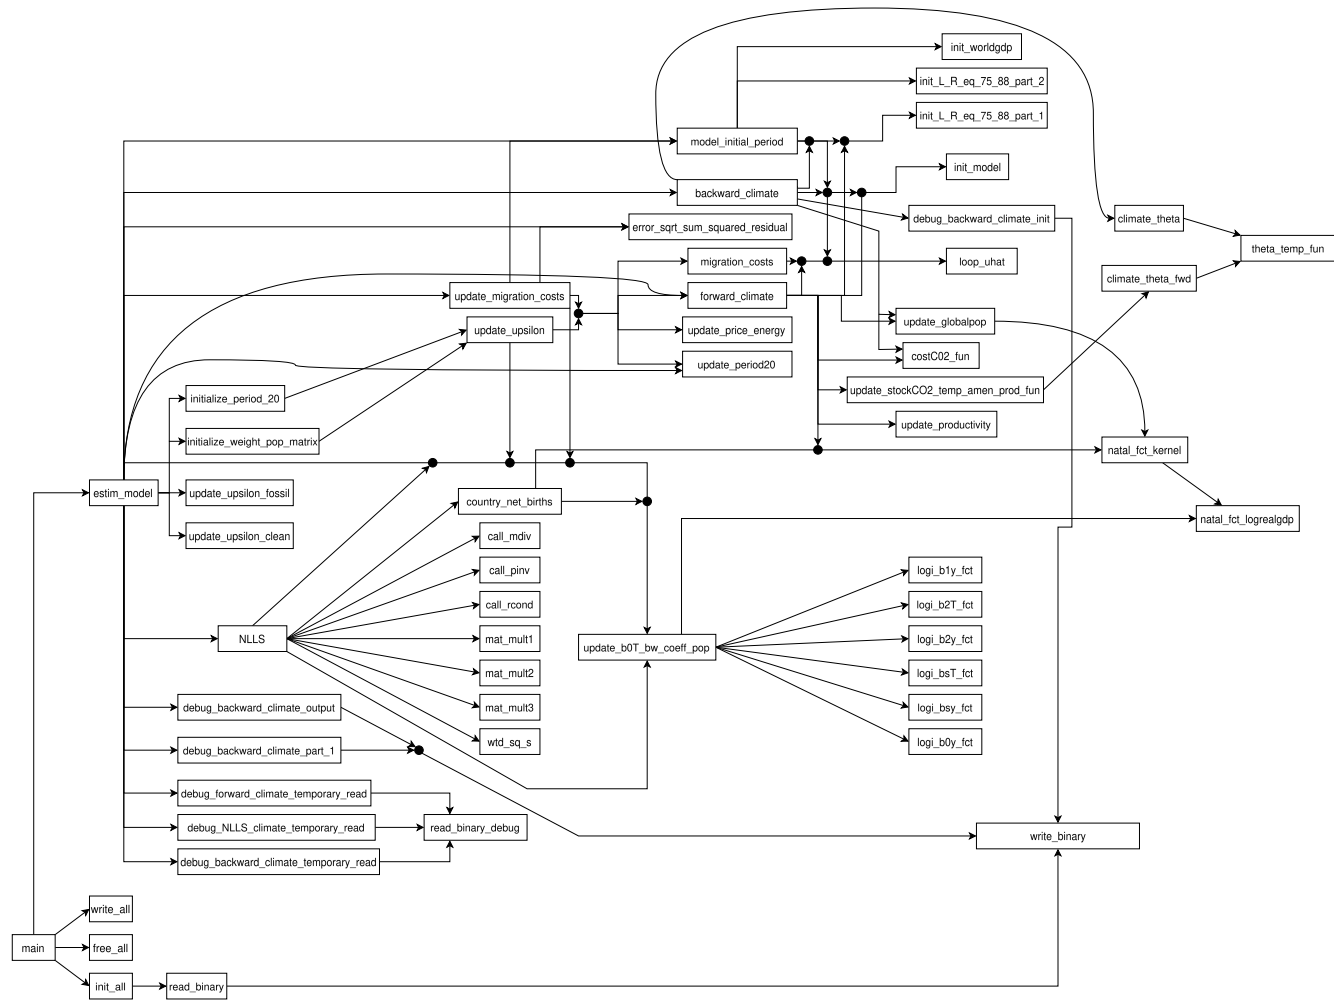 init_worldgdp
init_L_R_eq_75_88_part_2
init_L_R_eq_75_88_part_1
model_initial_period
init_model
backward_climate
debug_backward_climate_init
climate_theta
error_sqrt_sum_squared_residual
theta_temp_fun
migration_costs
loop_uhat
climate_theta_fwd
update_migration_costs
forward_climate
update_globalpop
update_upsilon
update_price_energy
costC02_fun
update_period20
update_stockCO2_temp_amen_prod_fun
initialize_period_20
update_productivity
initialize_weight_pop_matrix
natal_fct_kernel
estim_model
update_upsilon_fossil
country_net_births
natal_fct_logrealgdp
update_upsilon_clean
call_mdiv
call_pinv
logi_b1y_fct
call_rcond
logi_b2T_fct
NLLS
mat_mult1
update_b0T_bw_coeff_pop
logi_b2y_fct
mat_mult2
logi_bsT_fct
debug_backward_climate_output
mat_mult3
logi_bsy_fct
debug_backward_climate_part_1
wtd_sq_s
logi_b0y_fct
debug_forward_climate_temporary_read
debug_NLLS_climate_temporary_read
read_binary_debug
write_binary
debug_backward_climate_temporary_read
write_all
main
free_all
init_all
read_binary